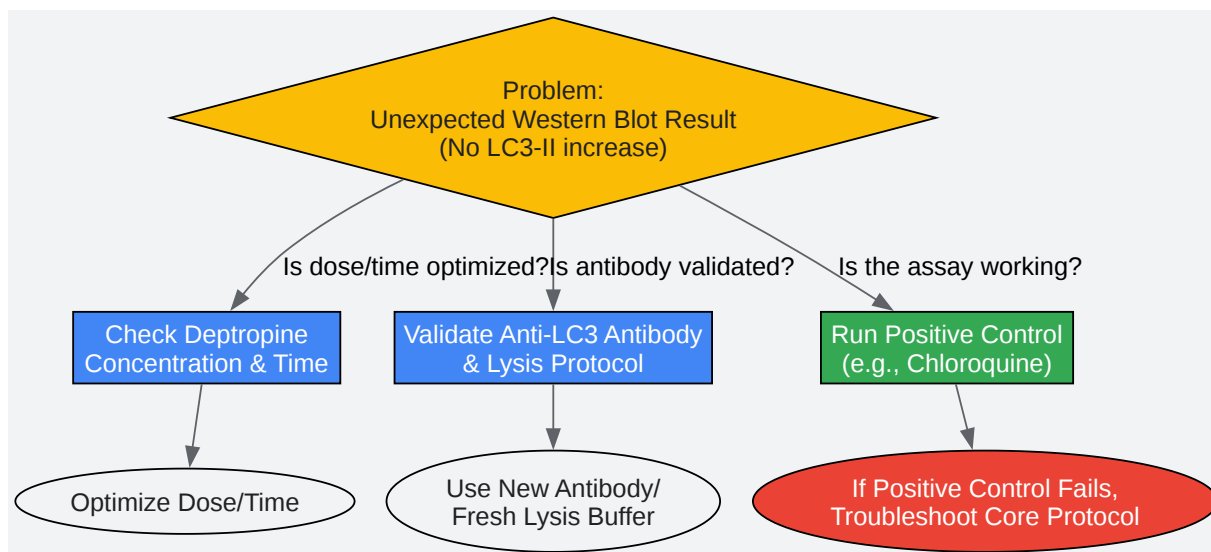 Problem:
Unexpected Western Blot Result
(No LC3-II increase)
Is dose/time optimized?
Is antibody validated?
Is the assay working?
Check Deptropine
Concentration & Time
Validate Anti-LC3 Antibody
& Lysis Protocol
Run Positive Control
(e.g., Chloroquine)
Optimize Dose/Time
Use New Antibody/
Fresh Lysis Buffer
If Positive Control Fails,
Troubleshoot Core Protocol